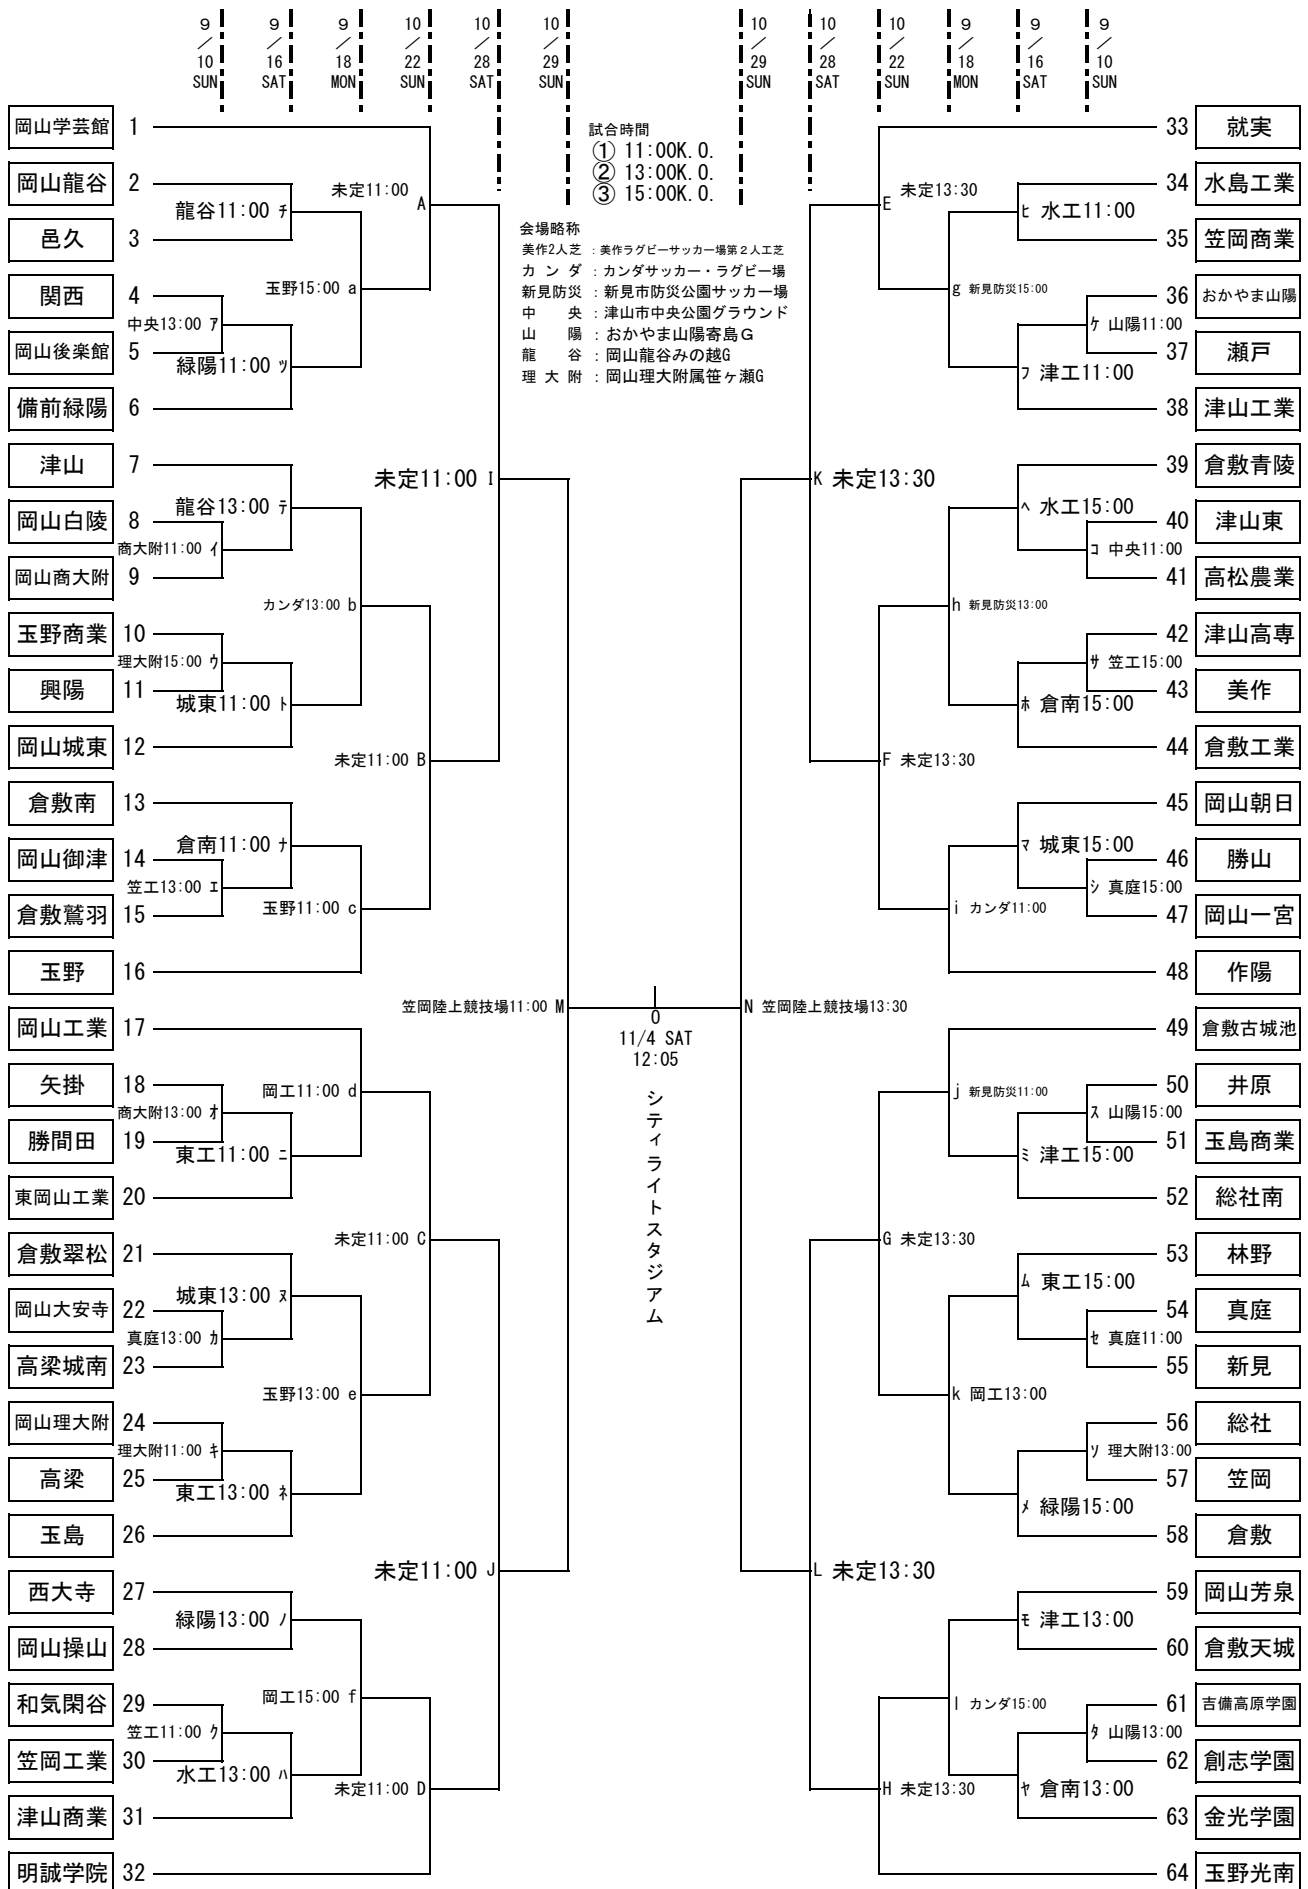 9/10 SUN
9/16 SAT
9/18 MON
10/22 SUN
10/28 SAT
10/29 SUN
10/29 SUN
10/28 SAT
10/22 SUN
9/18 MON
9/16 SAT
9/10 SUN
試合時間
① 11:00K.O.
② 13:00K.O.
③ 15:00K.O.
会場略称
美作2人芝 : 美作ラグビーサッカー場第2人工芝
カンダ : カンダサッカー・ラグビー場
新見防災 : 新見市防災公園サッカー場
中央 : 津山市中央公園グラウンド
山陽 : おかやま山陽寄島G
龍谷 : 岡山龍谷みの越G
理大附 : 岡山理大附属笹ヶ瀬G
岡山学芸館 1
未定11:00 A
岡山龍谷 2
龍谷11:00 チ
邑久 3
玉野15:00 a
関西 4
中央13:00 ア
岡山後楽館 5
緑陽11:00 ツ
備前緑陽 6
津山 7
未定11:00 I
龍谷13:00 テ
岡山白陵 8
商大附11:00 イ
岡山商大附 9
カンダ13:00 b
玉野商業 10
理大附15:00 ウ
興陽 11
城東11:00 ト
岡山城東 12
未定11:00 B
倉敷南 13
倉南11:00 ナ
岡山御津 14
笠工13:00 エ
倉敷鷲羽 15
玉野11:00 c
玉野 16
笠岡陸上競技場11:00 M
岡山工業 17
岡工11:00 d
矢掛 18
商大附13:00 オ
勝間田 19
東工11:00 ニ
東岡山工業 20
未定11:00 C
倉敷翠松 21
城東13:00 ヌ
岡山大安寺 22
真庭13:00 カ
高梁城南 23
玉野13:00 e
岡山理大附 24
理大附11:00 キ
高梁 25
東工13:00 ネ
玉島 26
未定11:00 J
西大寺 27
緑陽13:00 ノ
岡山操山 28
岡工15:00 f
和気閑谷 29
笠工11:00 ク
笠岡工業 30
水工13:00 ハ
津山商業 31
未定11:00 D
明誠学院 32
O
11/4 SAT
12:05
シティライトスタジアム
33 就実
E 未定13:30
34 水島工業
ヒ 水工11:00
35 笠岡商業
g 新見防災15:00
36 おかやま山陽
ケ 山陽11:00
37 瀬戸
フ 津工11:00
38 津山工業
39 倉敷青陵
K 未定13:30
ヘ 水工15:00
40 津山東
コ 中央11:00
41 高松農業
h 新見防災13:00
42 津山高専
サ 笠工15:00
43 美作
ホ 倉南15:00
44 倉敷工業
F 未定13:30
45 岡山朝日
マ 城東15:00
46 勝山
シ 真庭15:00
47 岡山一宮
i カンダ11:00
48 作陽
N 笠岡陸上競技場13:30
49 倉敷古城池
j 新見防災11:00
50 井原
ス 山陽15:00
51 玉島商業
ミ 津工15:00
52 総社南
G 未定13:30
53 林野
ム 東工15:00
54 真庭
セ 真庭11:00
55 新見
k 岡工13:00
56 総社
ソ 理大附13:00
57 笠岡
メ 緑陽15:00
58 倉敷
L 未定13:30
59 岡山芳泉
モ 津工13:00
60 倉敷天城
l カンダ15:00
61 吉備高原学園
タ 山陽13:00
62 創志学園
ヤ 倉南13:00
63 金光学園
H 未定13:30
64 玉野光南